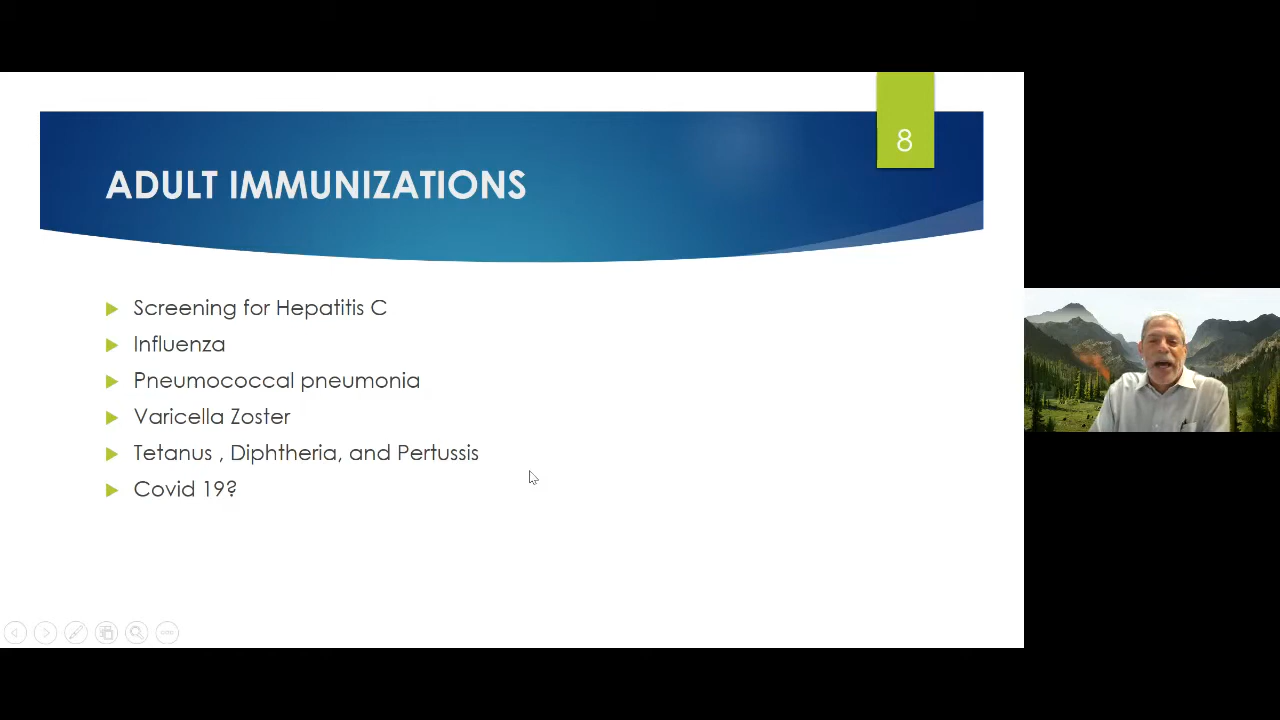 8
ADULT IMMUNIZATIONS
Screening for Hepatitis C
Influenza
Pneumococcal pneumonia
Varicella Zoster
Tetanus , Diphtheria, and Pertussis
Covid 19?